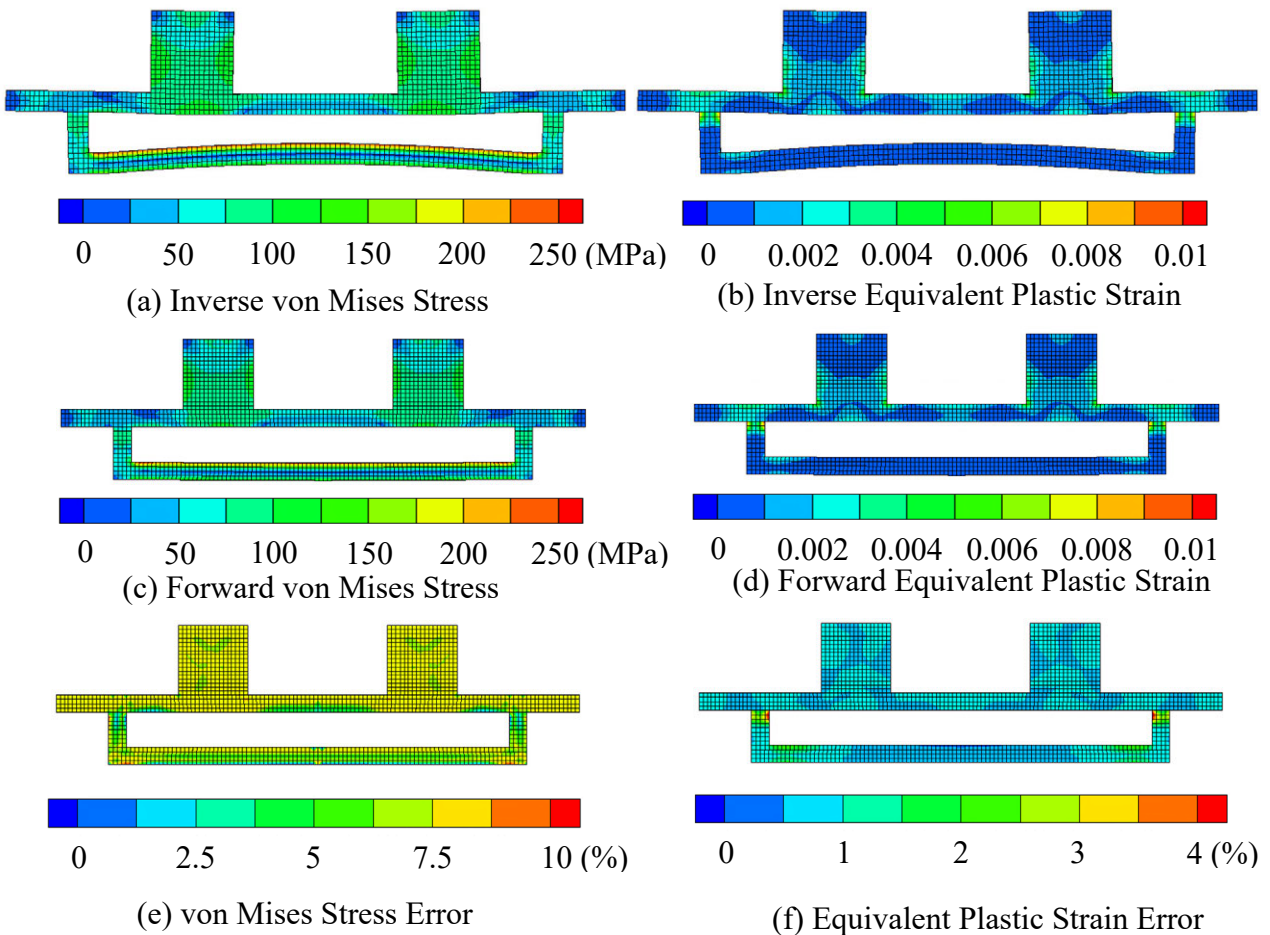 0 50 100 150 200 250 (MPa)
(a) Inverse von Mises Stress
0 0.002 0.004 0.006 0.008 0.01
(b) Inverse Equivalent Plastic Strain
0 50 100 150 200 250 (MPa)
(c) Forward von Mises Stress
0 0.002 0.004 0.006 0.008 0.01
(d) Forward Equivalent Plastic Strain
0 2.5 5 7.5 10 (%)
(e) von Mises Stress Error
0 1 2 3 4 (%)
(f) Equivalent Plastic Strain Error